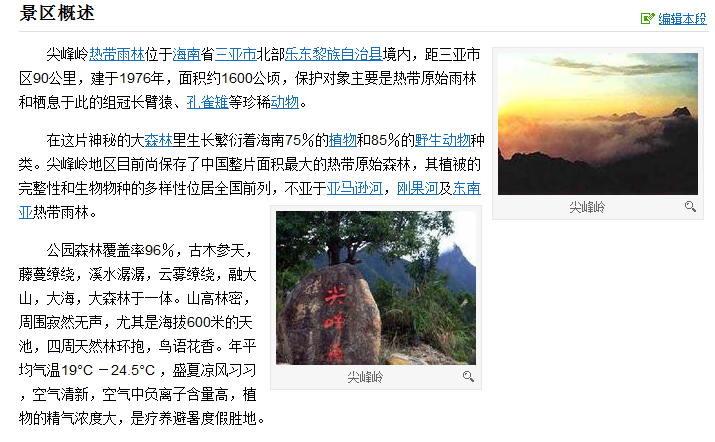 景区概述
编辑本段
尖峰岭热带雨林位于海南省三亚市北部乐东黎族自治县境内，距三亚市
区90公里，建于1976年，面积约1600公顷，保护对象主要是热带原始雨林
和栖息于此的组冠长臂猿、孔雀雉等珍稀动物。
尖峰岭
在这片神秘的大森林里生长繁衍着海南75％的植物和85％的野生动物种
类。尖峰岭地区目前尚保存了中国整片面积最大的热带原始森林，其植被的
完整性和生物物种的多样性位居全国前列，不亚于亚马逊河，刚果河及东南
亚热带雨林。
公园森林覆盖率96％，古木参天，
藤蔓缭绕，溪水潺潺，云雾缭绕，融大
山，大海，大森林于一体。山高林密，
周围寂然无声，尤其是海拔600米的天
池，四周天然林环抱，鸟语花香。年平
均气温19°C －24.5°C ，盛夏凉风习习
，空气清新，空气中负离子含量高，植
物的精气浓度大，是疗养避暑度假胜地。
尖峰岭
尖峰岭